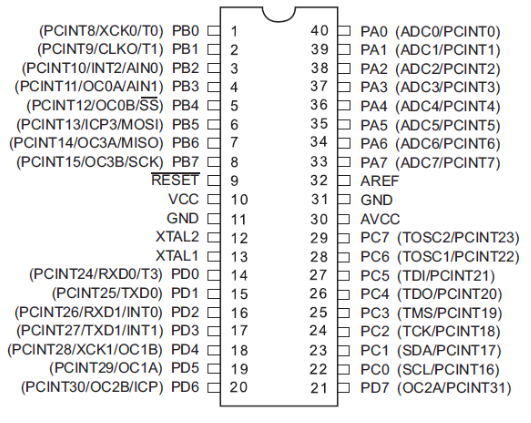 (PCINT8/XCK0/T0) PB0 1 40 PA0 (ADC0/PCINT0)
(PCINT9/CLKO/T1) PB1 2 39 PA1 (ADC1/PCINT1)
(PCINT10/INT2/AIN0) PB2 3 38 PA2 (ADC2/PCINT2)
(PCINT11/OC0A/AIN1) PB3 4 37 PA3 (ADC3/PCINT3)
(PCINT12/OC0B/SS) PB4 5 36 PA4 (ADC4/PCINT4)
(PCINT13/ICP3/MOSI) PB5 6 35 PA5 (ADC5/PCINT5)
(PCINT14/OC3A/MISO) PB6 7 34 PA6 (ADC6/PCINT6)
(PCINT15/OC3B/SCK) PB7 8 33 PA7 (ADC7/PCINT7)
RESET 9 32 AREF
VCC 10 31 GND
GND 11 30 AVCC
XTAL2 12 29 PC7 (TOSC2/PCINT23)
XTAL1 13 28 PC6 (TOSC1/PCINT22)
(PCINT24/RXD0/T3) PD0 14 27 PC5 (TDI/PCINT21)
(PCINT25/TXD0) PD1 15 26 PC4 (TDO/PCINT20)
(PCINT26/RXD1/INT0) PD2 16 25 PC3 (TMS/PCINT19)
(PCINT27/TXD1/INT1) PD3 17 24 PC2 (TCK/PCINT18)
(PCINT28/XCK1/OC1B) PD4 18 23 PC1 (SDA/PCINT17)
(PCINT29/OC1A) PD5 19 22 PC0 (SCL/PCINT16)
(PCINT30/OC2B/ICP) PD6 20 21 PD7 (OC2A/PCINT31)